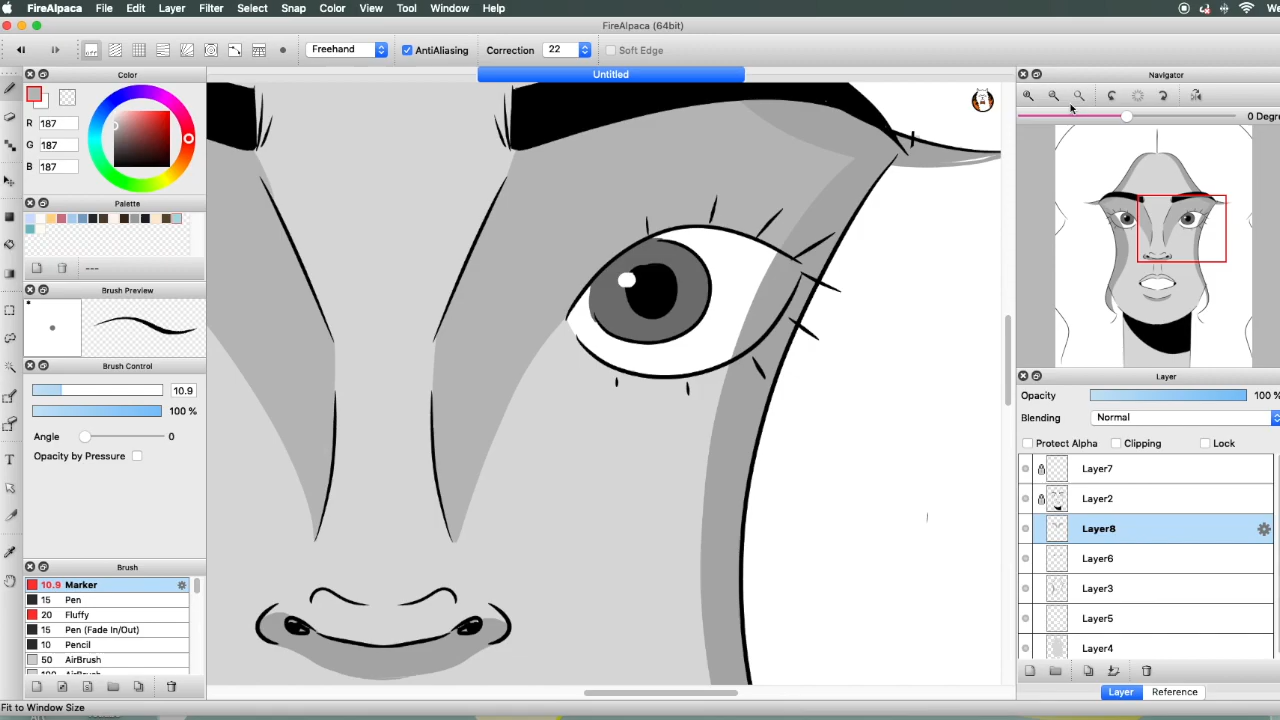 FireAlpaca File Edit Layer Filter Select Snap Color View Tool Window Help We
FireAlpaca (64bit)
Freehand AntiAliasing Correction 22 Soft Edge
Color
Untitled
Navigator
0 Degre
R 187
G 187
B 187
Palette
---
Brush Preview
Brush Control
10.9
100 %
Angle 0
Opacity by Pressure
Layer
Opacity 100 %
Blending Normal
Protect Alpha Clipping Lock
Layer7
Layer2
Layer8
Layer6
Layer3
Layer5
Layer4
Brush
10.9 Marker
15 Pen
20 Fluffy
15 Pen (Fade In/Out)
10 Pencil
50 AirBrush
Layer Reference
Fit to Window Size